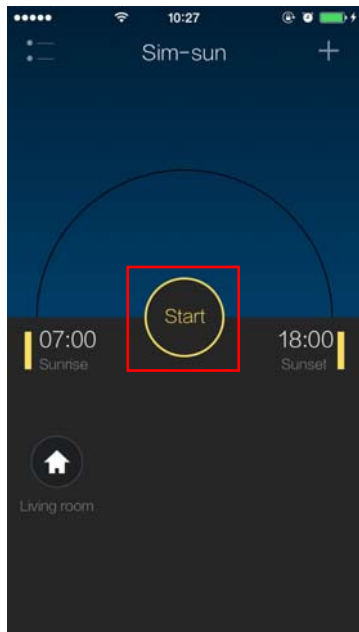 10:27
Sim-sun
Start
07:00
18:00
Sunrise
Sunset
Living room